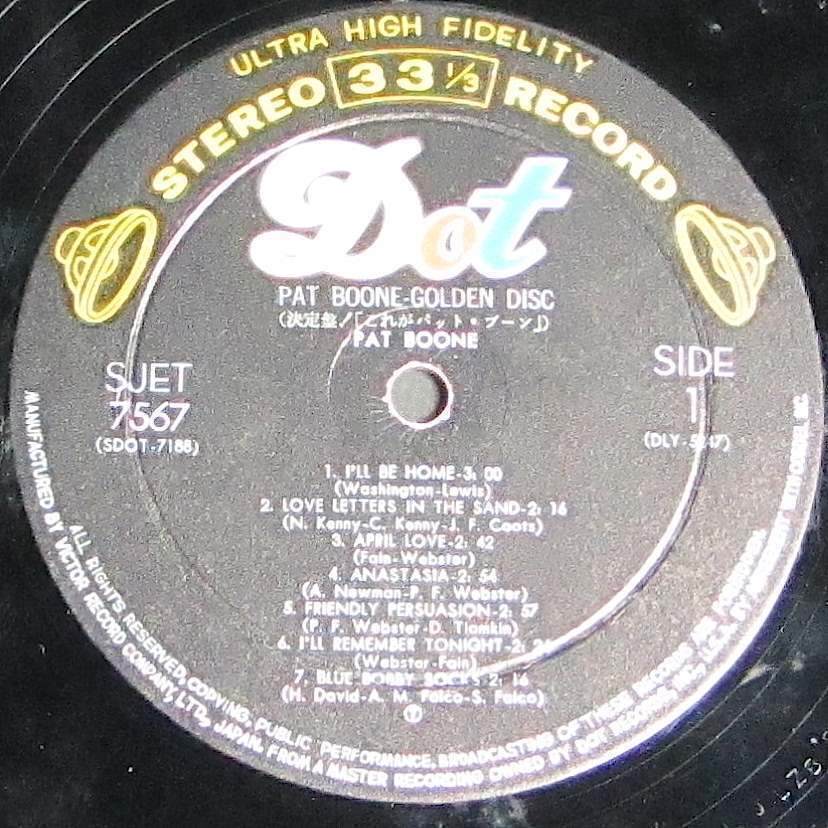 ULTRA HIGH FIDELITY
STEREO 33 1/3 RECORD
Dot
PAT BOONE-GOLDEN DISC
(決定盤!「これがパット・ブーン」)
PAT BOONE
SJET
7567
(SDOT-7188)
SIDE
1
1. I'LL BE HOME-3: 00
(Washington-Lewis)
2. LOVE LETTERS IN THE SAND-2: 16
(N. Kenny-C. Kenny-J. F. Coots)
3. APRIL LOVE-2: 42
(Fain-Webster)
4. ANASTASIA-2: 54
(A. Newman-P. F. Webster)
5. FRIENDLY PERSUASION-2: 57
(P. F. Webster-D. Tiomkin)
6. I'LL REMEMBER TONIGHT-2:
(Webster-Fain)
7. BLUE BOBBY SOCKS-2: 16
(H. David-A. M. Falco-S. Falco)
ALL RIGHTS RESERVED, COPYING, PUBLIC PERFORMANCE, BROADCASTING OF THESE RECORDS ARE
MANUFACTURED BY VICTOR RECORD COMPANY, LTD., JAPAN, FROM A MASTER RECORDING OWNED BY DOT RECORDS, INC., U.S.A. BY